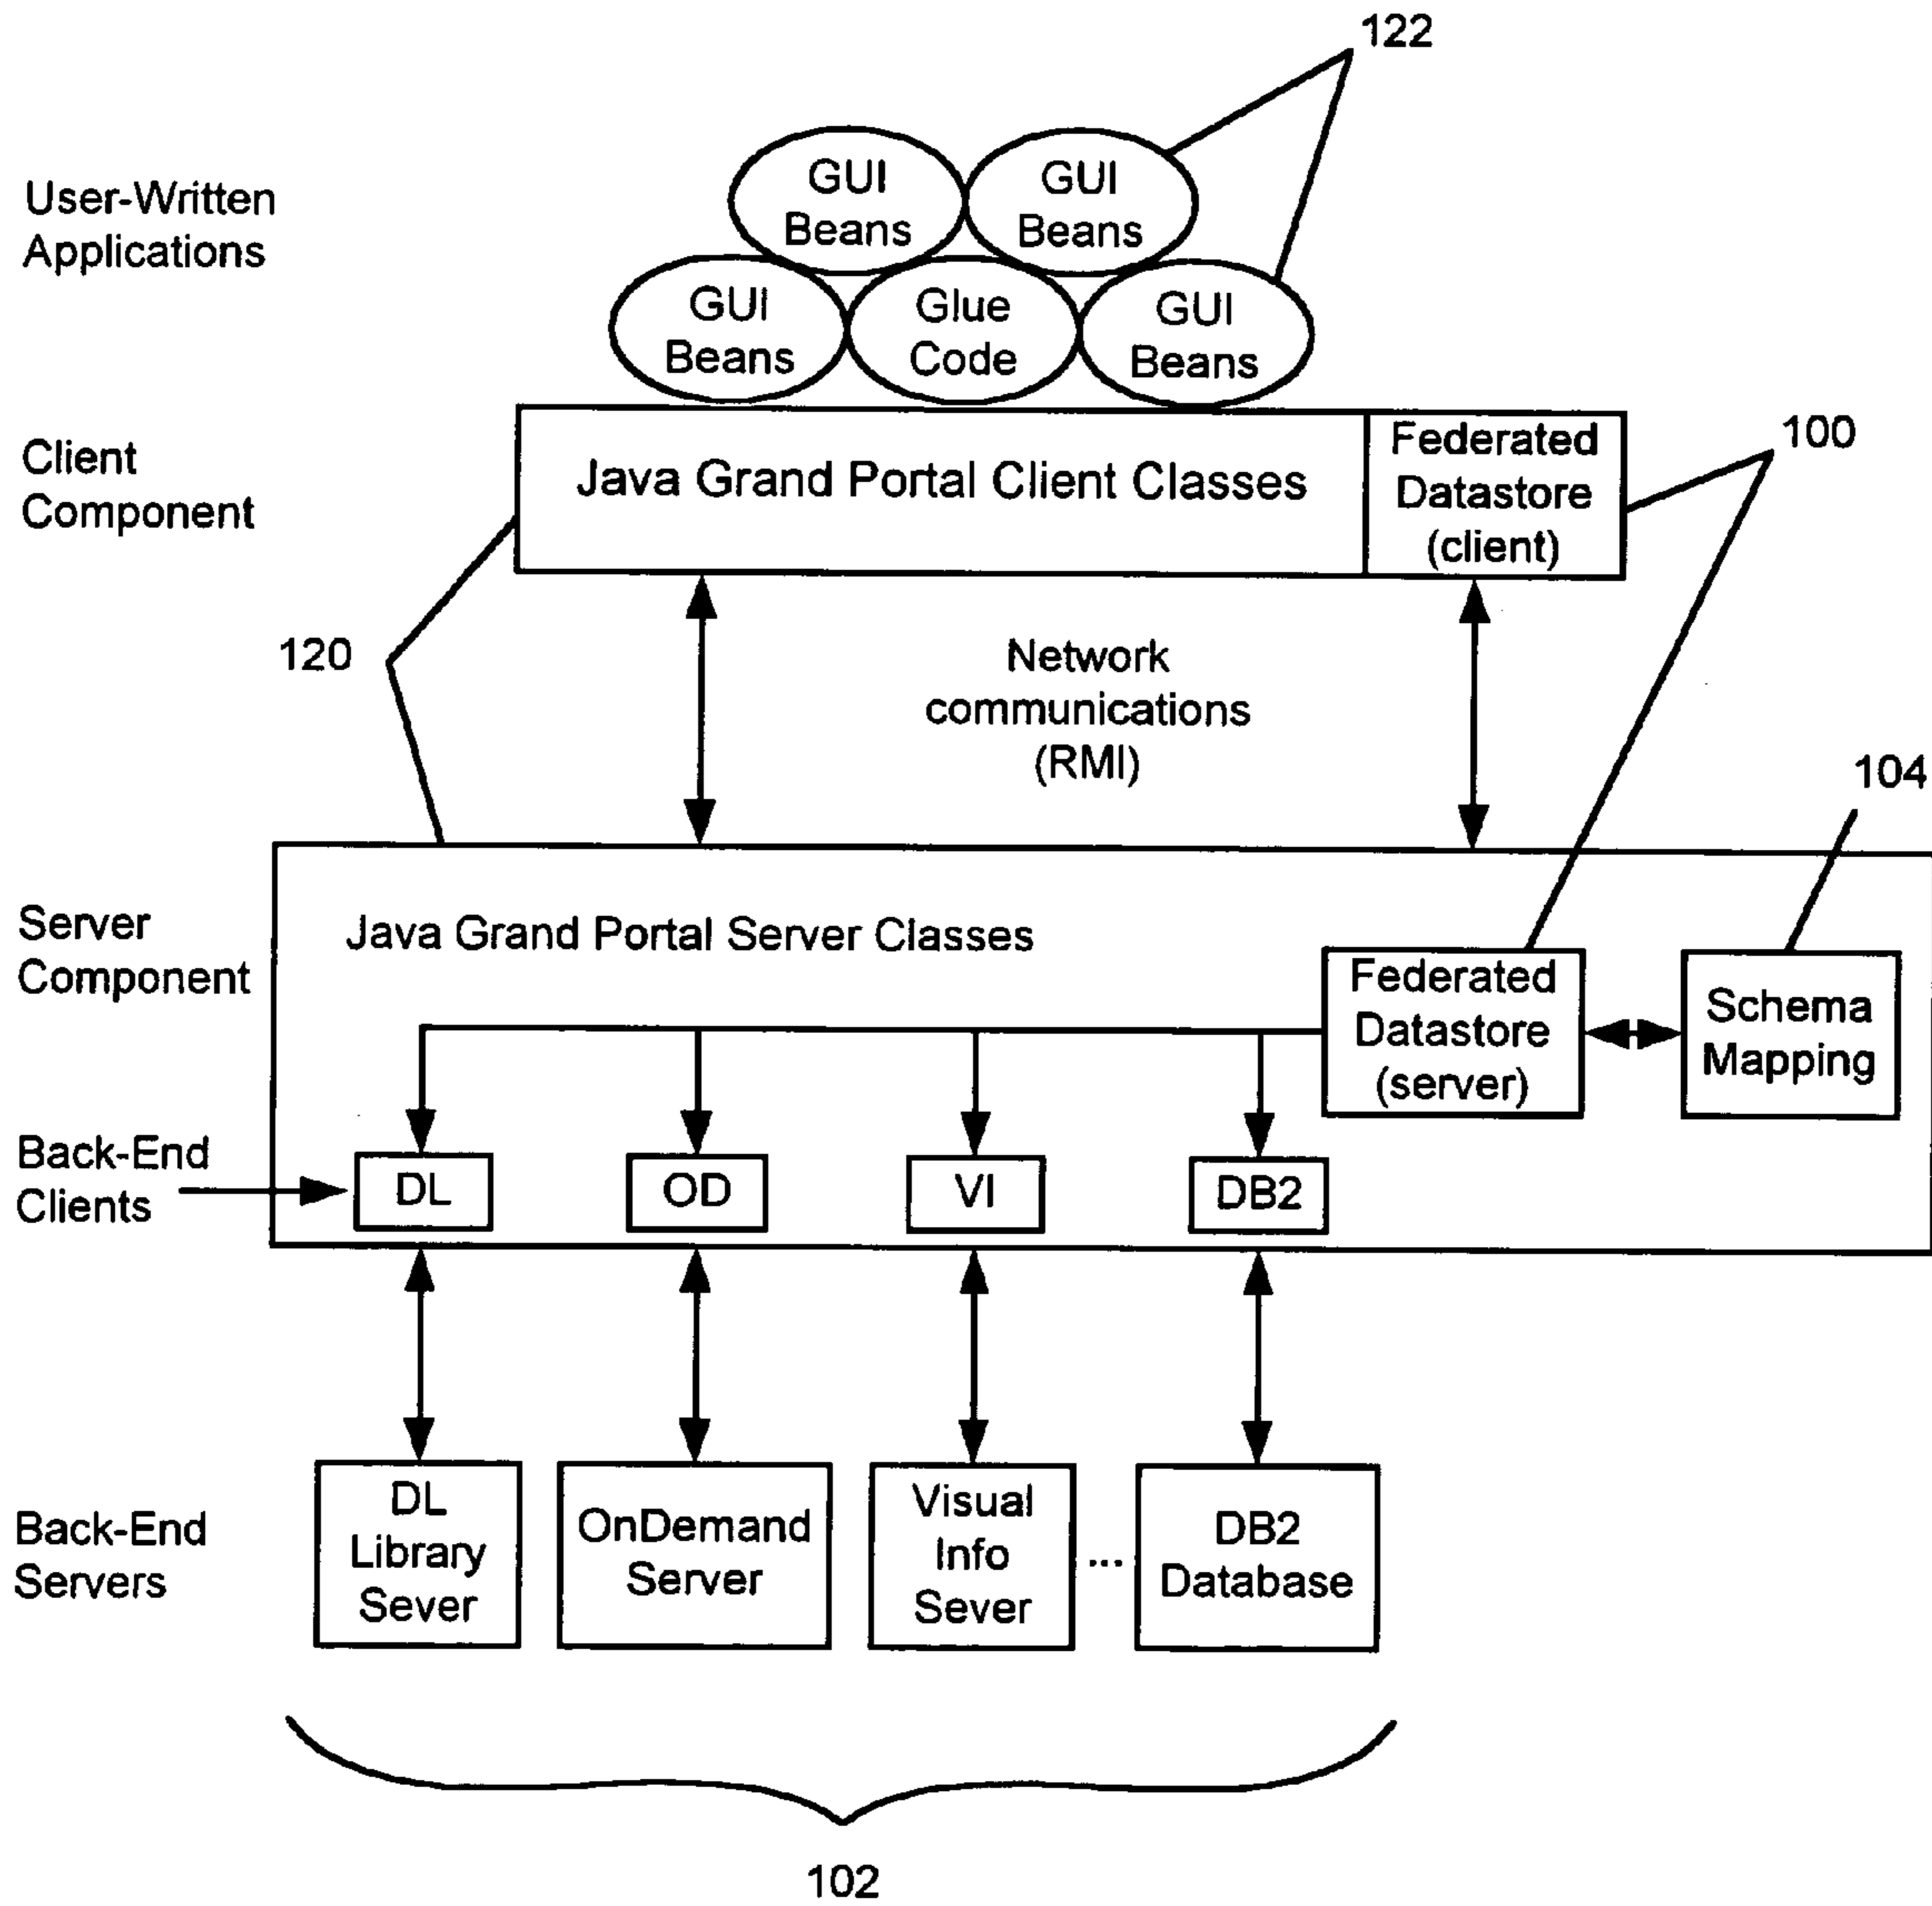 122
User-Written
Applications
GUI
Beans
GUI
Beans
GUI
Beans
Glue
Code
GUI
Beans
Client
Component
Java Grand Portal Client Classes
Federated
Datastore
(client)
100
120
Network
communications
(RMI)
104
Server
Component
Java Grand Portal Server Classes
Federated
Datastore
(server)
Schema
Mapping
Back-End
Clients
DL
OD
VI
DB2
Back-End
Servers
DL
Library
Sever
OnDemand
Server
Visual
Info
Sever
...
DB2
Database
102